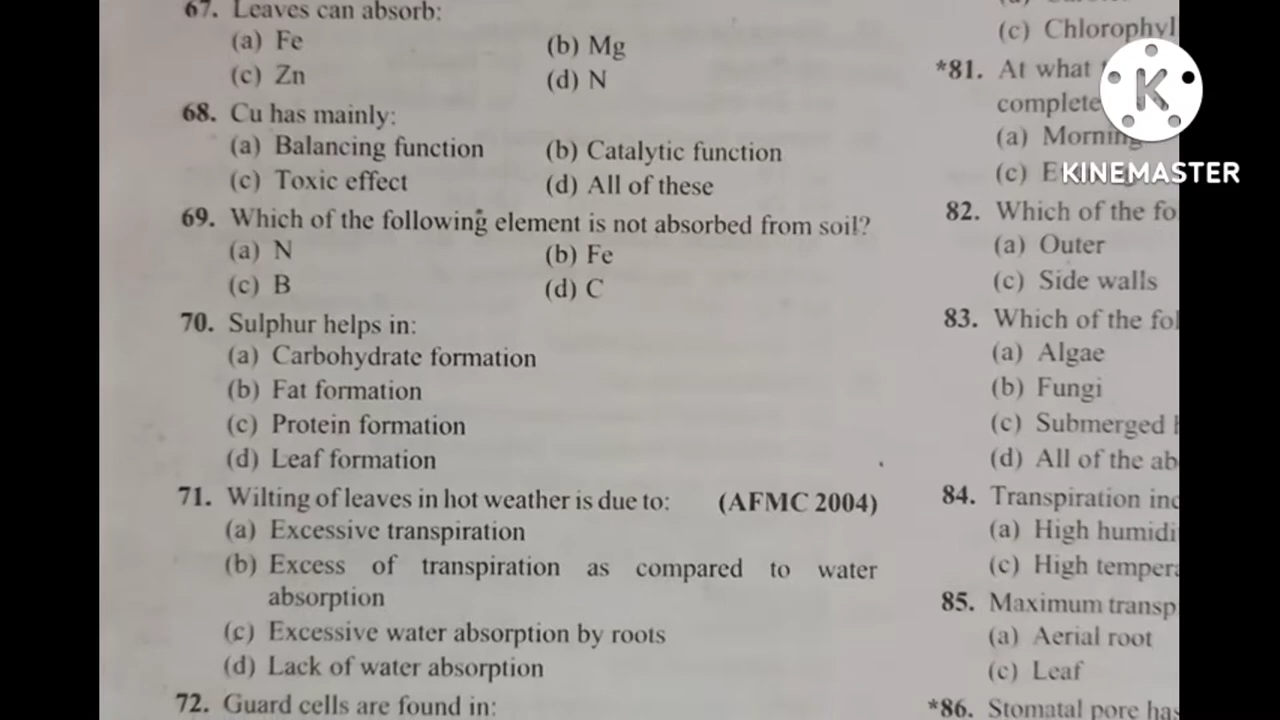 67. Leaves can absorb:
(a) Fe (b) Mg
(c) Zn (d) N
68. Cu has mainly:
(a) Balancing function (b) Catalytic function
(c) Toxic effect (d) All of these
69. Which of the following element is not absorbed from soil?
(a) N (b) Fe
(c) B (d) C
70. Sulphur helps in:
(a) Carbohydrate formation
(b) Fat formation
(c) Protein formation
(d) Leaf formation
71. Wilting of leaves in hot weather is due to: (AFMC 2004)
(a) Excessive transpiration
(b) Excess of transpiration as compared to water
absorption
(c) Excessive water absorption by roots
(d) Lack of water absorption
72. Guard cells are found in:
(c) Chlorophyl
*81. At what
complete
(a) Morning
(c)
82. Which of the fo
(a) Outer
(c) Side walls
83. Which of the fol
(a) Algae
(b) Fungi
(c) Submerged
(d) All of the ab
84. Transpiration inc
(a) High humidi
(c) High temper
85. Maximum transp
(a) Aerial root
(c) Leaf
*86. Stomatal pore has
K
KINEMASTER